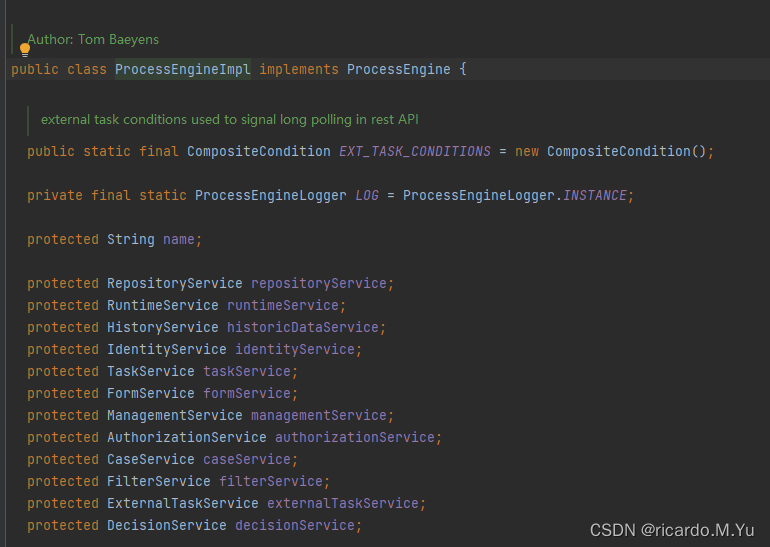 Author: Tom Baeyens
public class ProcessEngineImpl implements ProcessEngine {
external task conditions used to signal long polling in rest API
public static final CompositeCondition EXT_TASK_CONDITIONS = new CompositeCondition();
private final static ProcessEngineLogger LOG = ProcessEngineLogger.INSTANCE;
protected String name;
protected RepositoryService repositoryService;
protected RuntimeService runtimeService;
protected HistoryService historicDataService;
protected IdentityService identityService;
protected TaskService taskService;
protected FormService formService;
protected ManagementService managementService;
protected AuthorizationService authorizationService;
protected CaseService caseService;
protected FilterService filterService;
protected ExternalTaskService externalTaskService;
protected DecisionService decisionService;
CSDN @ricardo.M.Yu